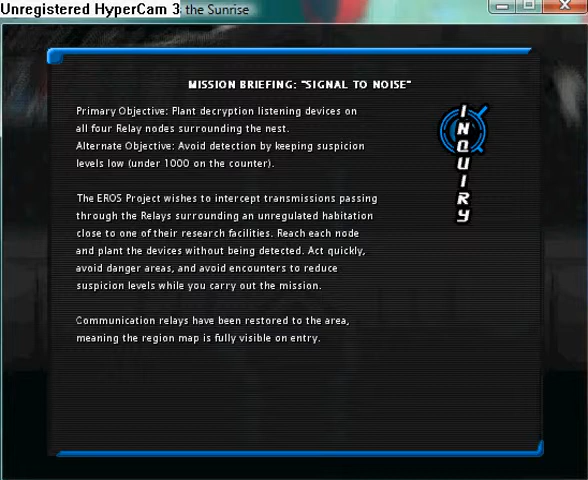 Unregistered HyperCam 3 the Sunrise
MISSION BRIEFING: "SIGNAL TO NOISE"
Primary Objective: Plant decryption listening devices on
all four Relay nodes surrounding the nest.
Alternate Objective: Avoid detection by keeping suspicion
levels low (under 1000 on the counter).
The EROS Project wishes to intercept transmissions passing
through the Relays surrounding an unregulated habitation
close to one of their research facilities. Reach each node
and plant the devices without being detected. Act quickly,
avoid danger areas, and avoid encounters to reduce
suspicion levels while you carry out the mission.
Communication relays have been restored to the area,
meaning the region map is fully visible on entry.
INQUIRY